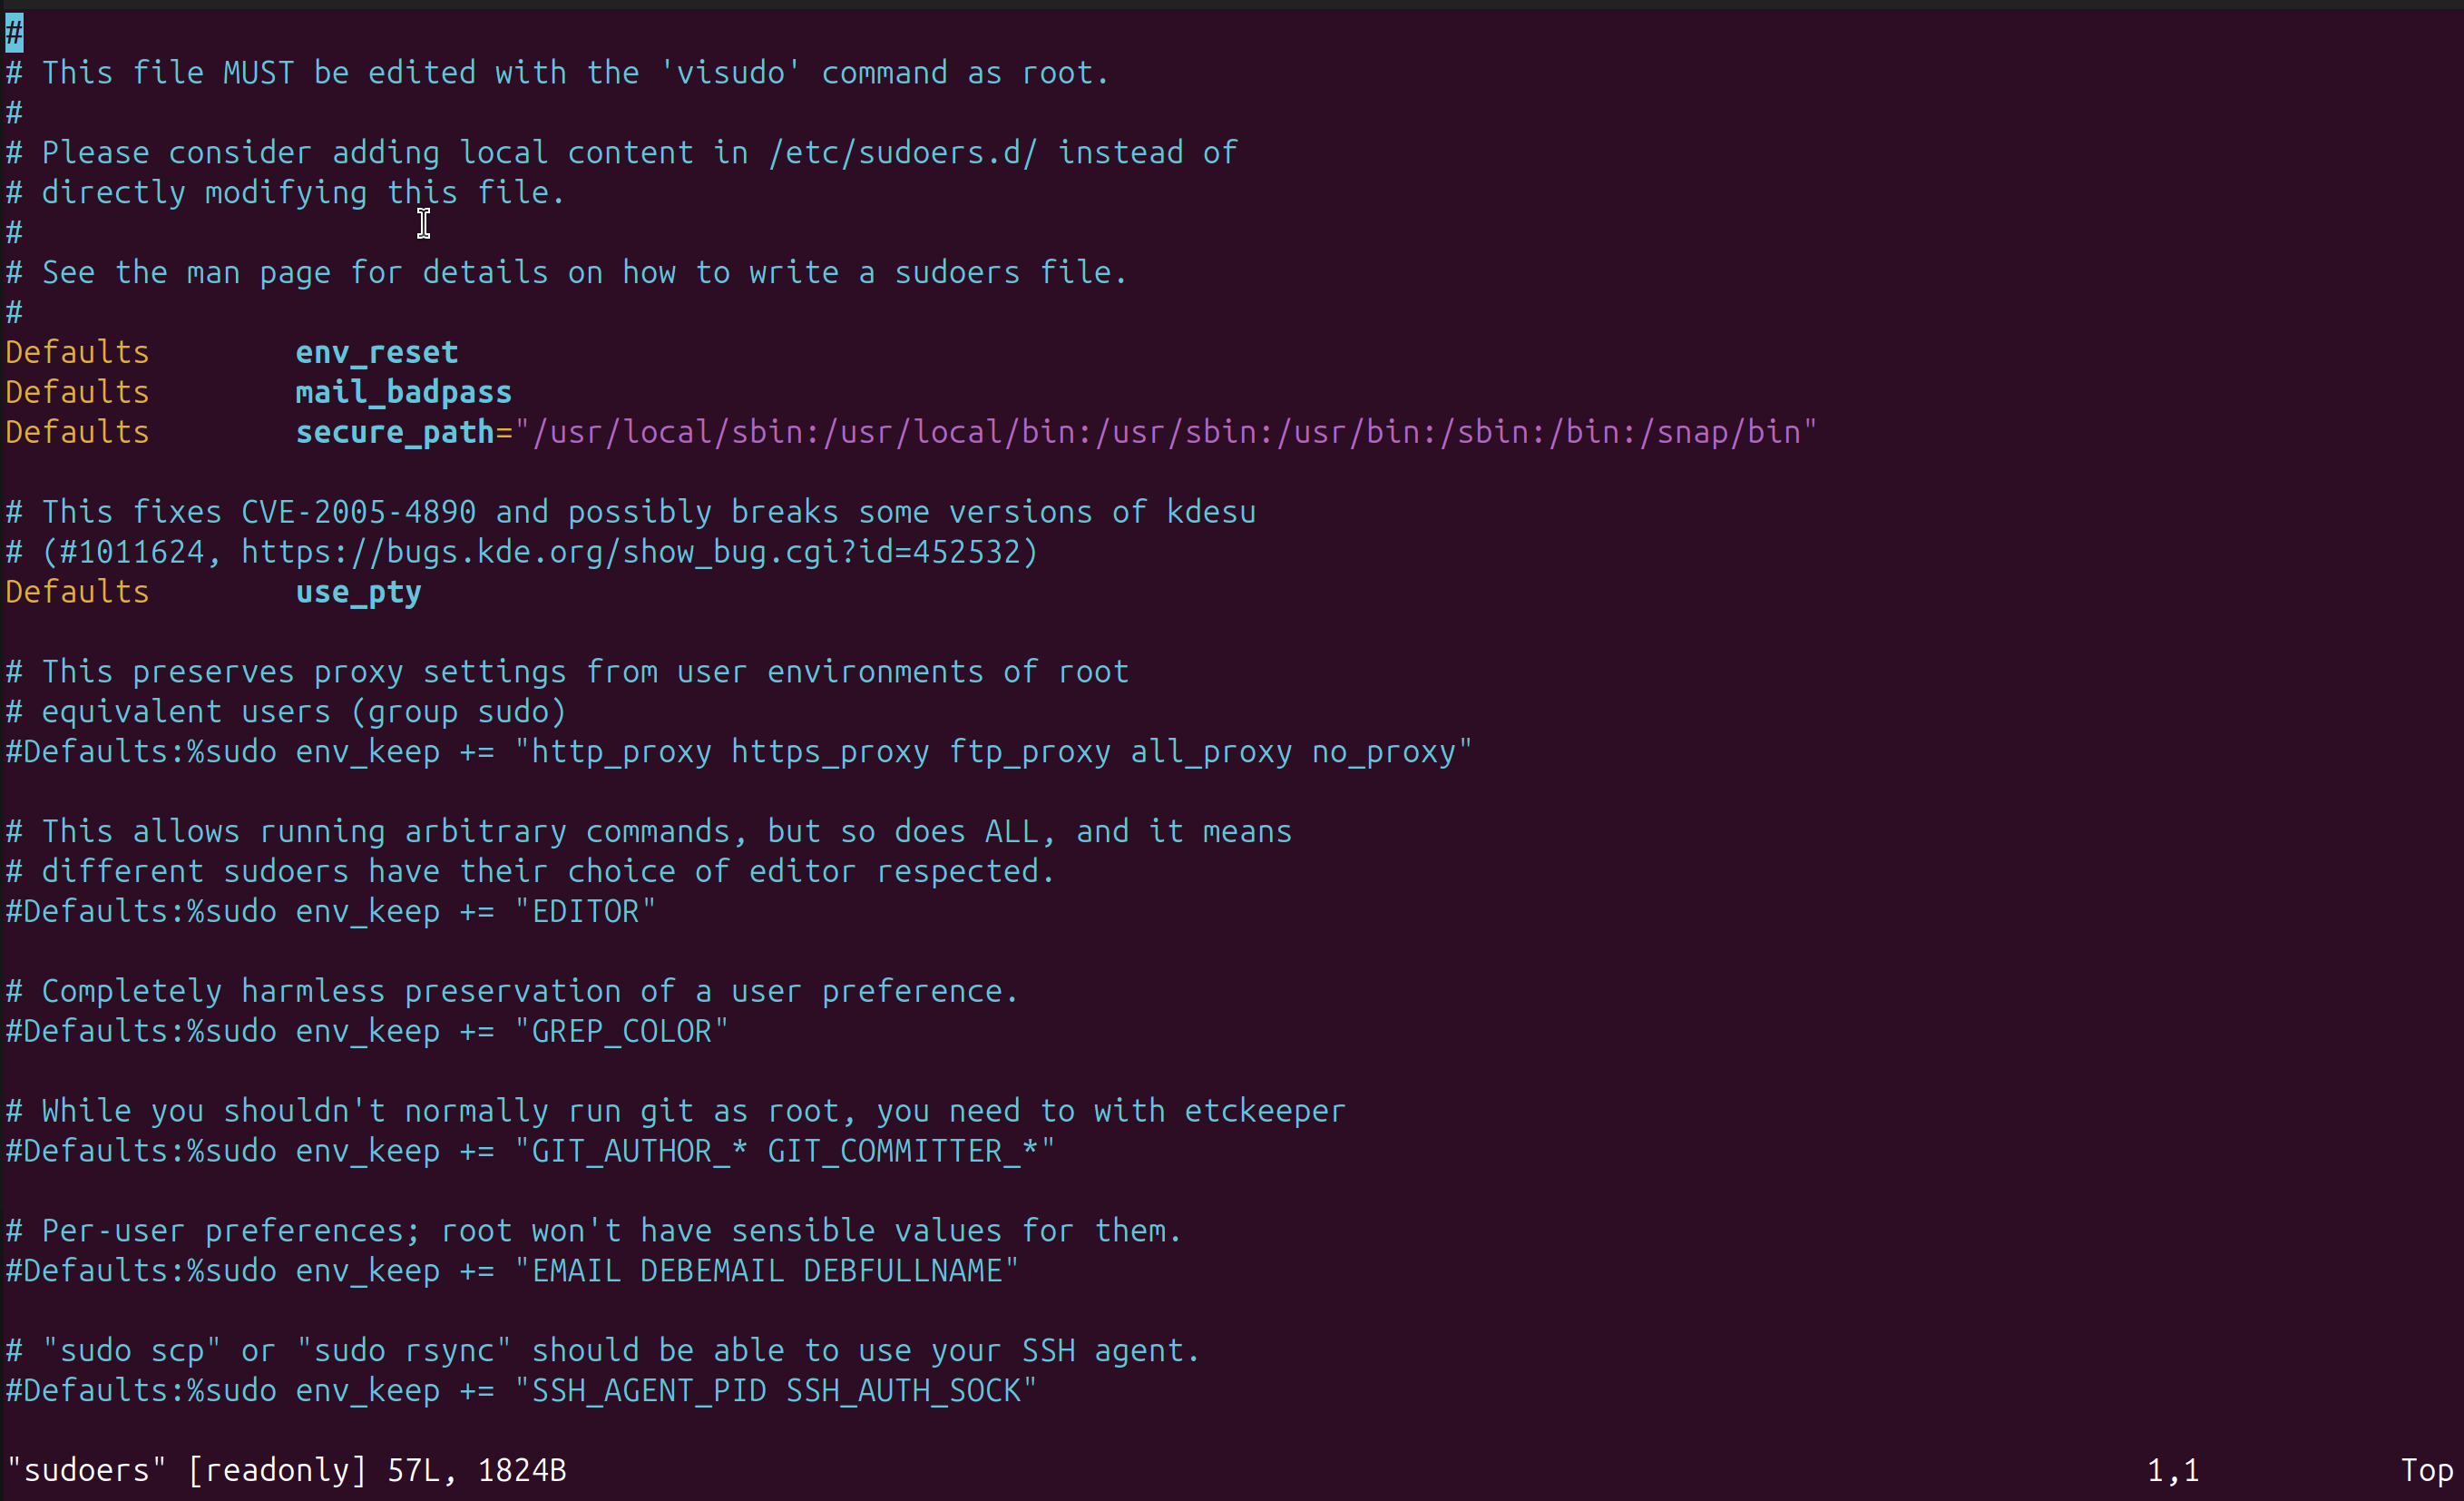 #
# This file MUST be edited with the 'visudo' command as root.
#
# Please consider adding local content in /etc/sudoers.d/ instead of
# directly modifying this file.
#
# See the man page for details on how to write a sudoers file.
#
Defaults        env_reset
Defaults        mail_badpass
Defaults        secure_path="/usr/local/sbin:/usr/local/bin:/usr/sbin:/usr/bin:/sbin:/bin:/snap/bin"

# This fixes CVE-2005-4890 and possibly breaks some versions of kdesu
# (#1011624, https://bugs.kde.org/show_bug.cgi?id=452532)
Defaults        use_pty

# This preserves proxy settings from user environments of root
# equivalent users (group sudo)
#Defaults:%sudo env_keep += "http_proxy https_proxy ftp_proxy all_proxy no_proxy"

# This allows running arbitrary commands, but so does ALL, and it means
# different sudoers have their choice of editor respected.
#Defaults:%sudo env_keep += "EDITOR"

# Completely harmless preservation of a user preference.
#Defaults:%sudo env_keep += "GREP_COLOR"

# While you shouldn't normally run git as root, you need to with etckeeper
#Defaults:%sudo env_keep += "GIT_AUTHOR_* GIT_COMMITTER_*"

# Per-user preferences; root won't have sensible values for them.
#Defaults:%sudo env_keep += "EMAIL DEBEMAIL DEBFULLNAME"

# "sudo scp" or "sudo rsync" should be able to use your SSH agent.
#Defaults:%sudo env_keep += "SSH_AGENT_PID SSH_AUTH_SOCK"

"sudoers" [readonly] 57L, 1824B 1,1 Top